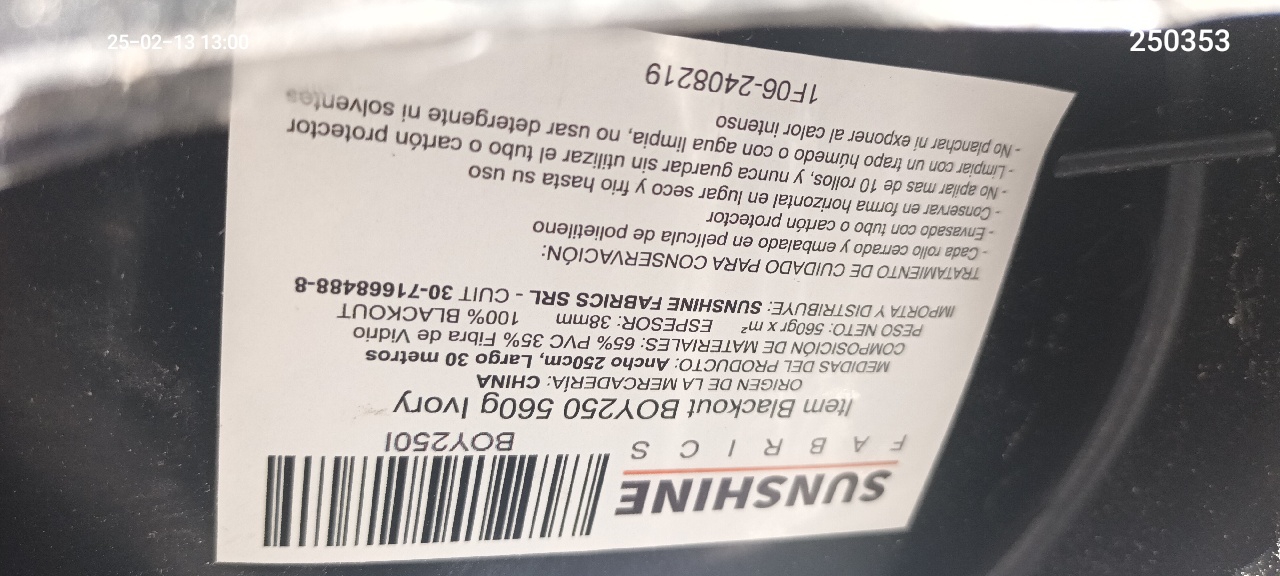 25-02-13 13:00
250353
SUNSHINE
FABRICS
BOY250I
Item Blackout BOY250 560g Ivory
ORIGEN DE LA MERCADERÍA: CHINA
MEDIDAS DEL PRODUCTO: Ancho 250cm, Largo 30 metros
COMPOSICIÓN DE MATERIALES: 65% PVC 35% Fibra de Vidrio
PESO NETO: 560gr x m² ESPESOR: 38mm 100% BLACKOUT
IMPORTA Y DISTRIBUYE: SUNSHINE FABRICS SRL - CUIT 30-71668488-8
TRATAMIENTO DE CUIDADO PARA CONSERVACIÓN:
- Cada rollo cerrado y embalado en película de polietileno
- Envasado con tubo o cartón protector
- Conservar en forma horizontal en lugar seco y frio hasta su uso
- No apilar mas de 10 rollos, y nunca guardar sin utilizar el tubo o cartón protector
- Limpiar con un trapo húmedo o con agua limpia, no usar detergente ni solventes
- No planchar ni exponer al calor intenso
1F06-2408219